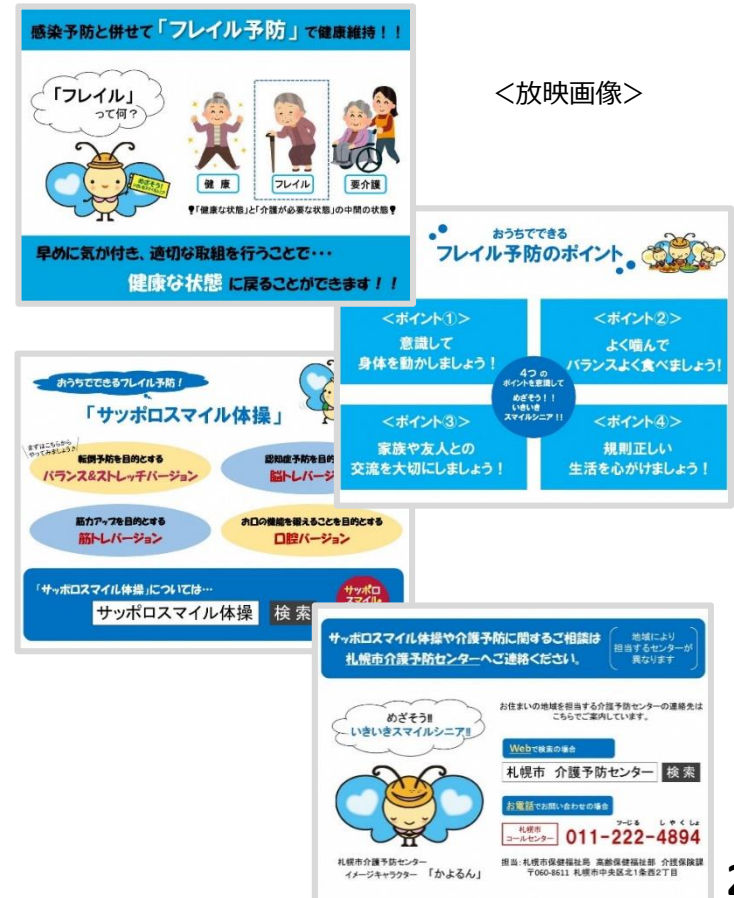 感染予防と併せて「フレイル予防」で健康維持！！
「フレイル」
って何？
めざそう！
健康
フレイル
要介護
「健康な状態」と「介護が必要な状態」の中間の状態
早めに気が付き、適切な取組を行うことで・・・
健康な状態 に戻ることができます！！
＜放映画像＞
おうちでできる
フレイル予防のポイント
＜ポイント①＞
意識して
身体を動かしましょう！
＜ポイント②＞
よく噛んで
バランスよく食べましょう！
4つ の
ポイントを意識して
めざそう！！
いきいき
スマイルシニア！！
＜ポイント③＞
家族や友人との
交流を大切にしましょう！
＜ポイント④＞
規則正しい
生活を心がけましょう！
おうちでできるフレイル予防！
「サッポロスマイル体操」
まずはこちらから
やってみましょう♪
転倒予防を目的とする
バランス&ストレッチバージョン
認知症予防を目的
脳トレバージ
筋力アップを目的とする
筋トレバージョン
お口の機能を鍛えることを目的とする
口腔バージョン
「サッポロスマイル体操」については…
サッポロスマイル体操 検索
サッポロ
スマイル
サッポロスマイル体操や介護予防に関するご相談は
札幌市介護予防センターへご連絡ください。
地域により
担当するセンターが
異なります
めざそう!!
いきいきスマイルシニア!!
お住まいの地域を担当する介護予防センターの連絡先は
こちらでご案内しています。
Webで検索の場合
札幌市 介護予防センター 検索
お電話でお問い合わせの場合
札幌市
コールセンター
つーじる しやくしょ
011-222-4894
札幌市介護予防センター
イメージキャラクター 「かよるん」
担当：札幌市保健福祉局 高齢保健福祉部 介護保険課
〒060-8611 札幌市中央区北1条西2丁目
2